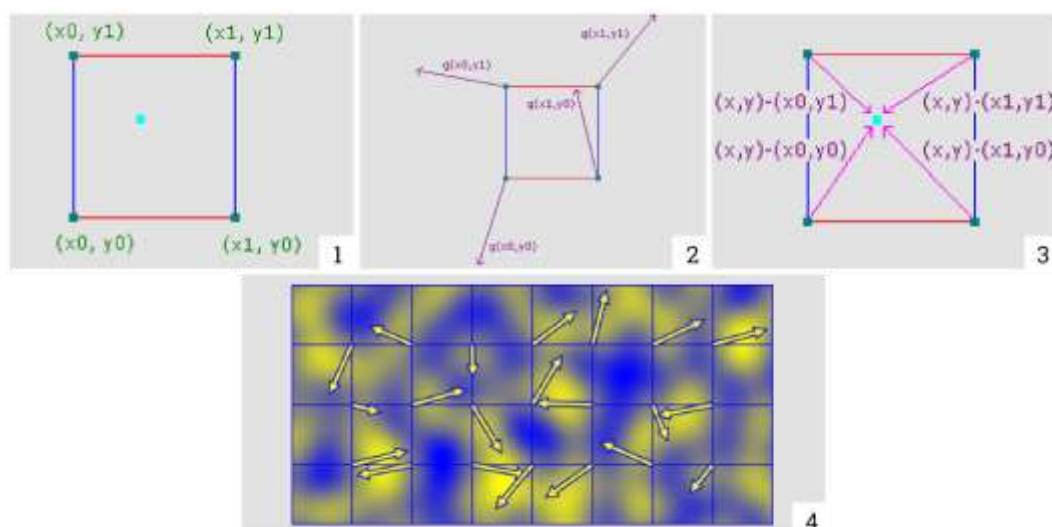 (x0, y1)
(x1, y1)
(x0, y0)
(x1, y0)
1
g(x1,y1)
g(x0,y1)
g(x1,y0)
g(x0,y0)
2
(x,y)-(x0,y1)
(x,y)-(x1,y1)
(x,y)-(x0,y0)
(x,y)-(x1,y0)
3
4